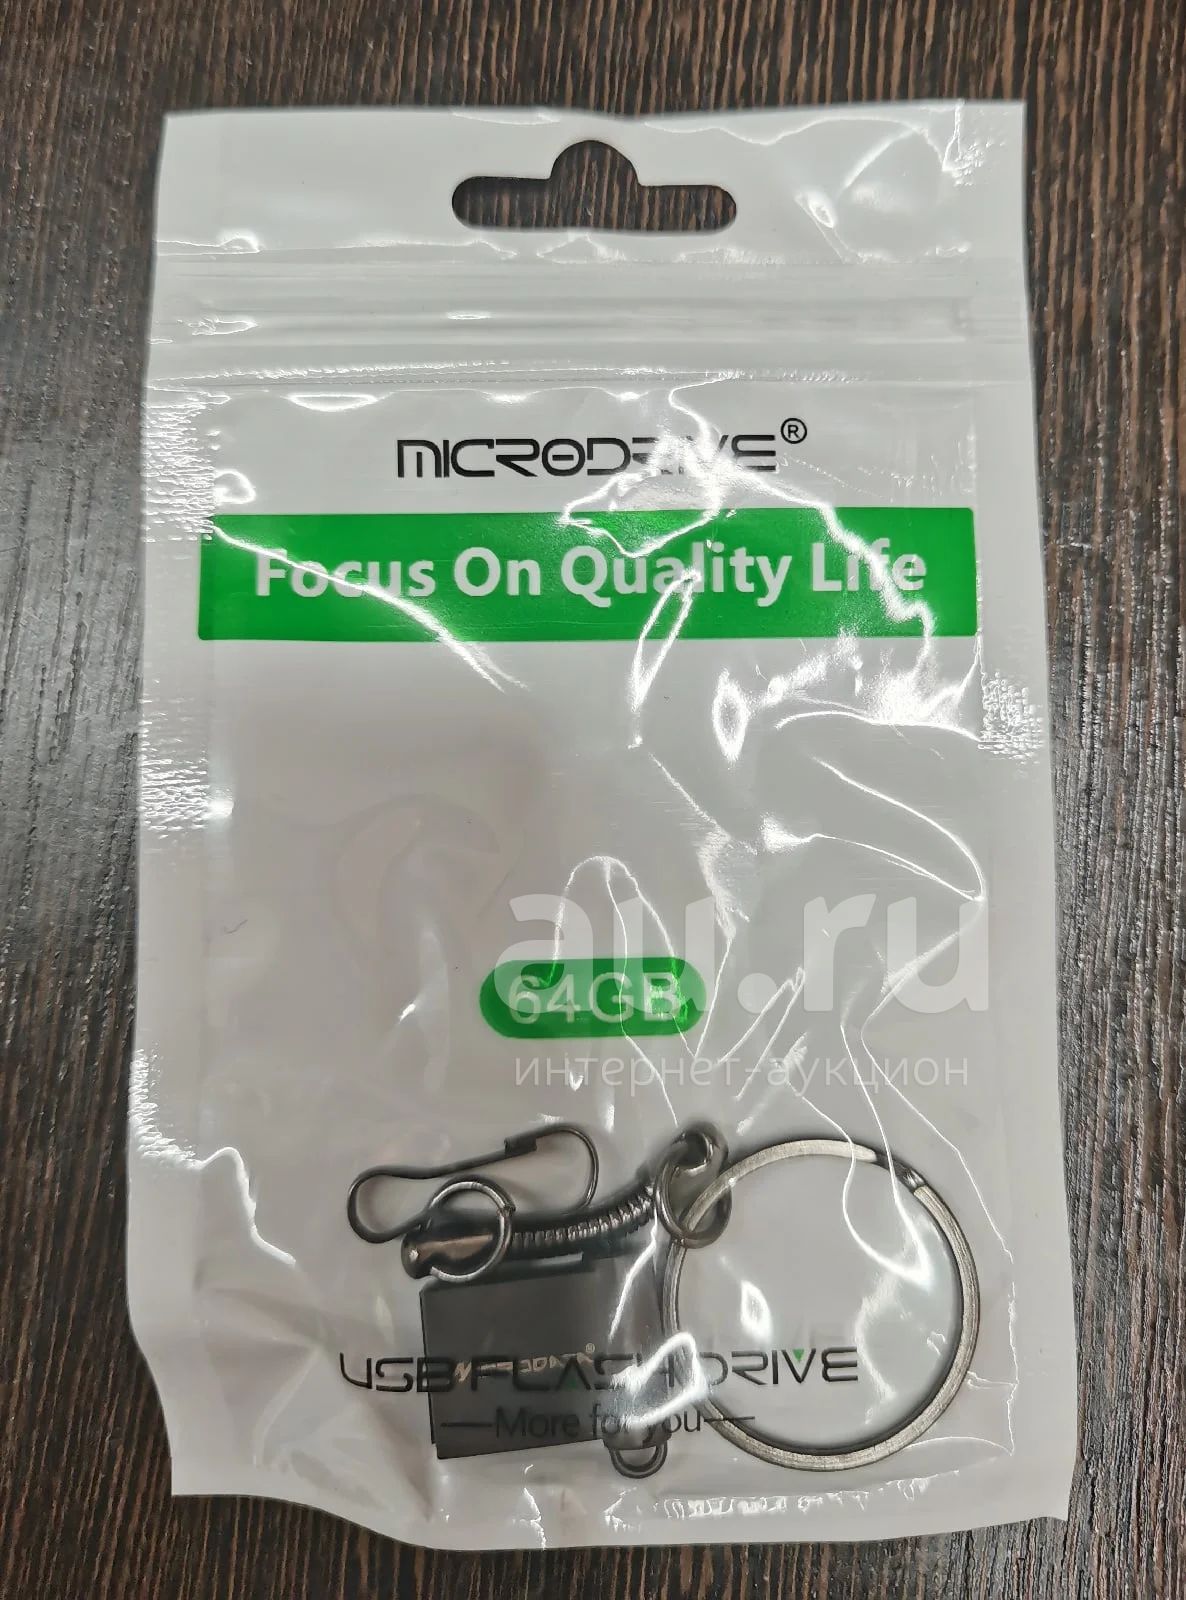 MICRODRIVE®
Focus On Quality Life
au.ru
64GB
интернет-аукцион
USB FLASH DRIVE
More for you